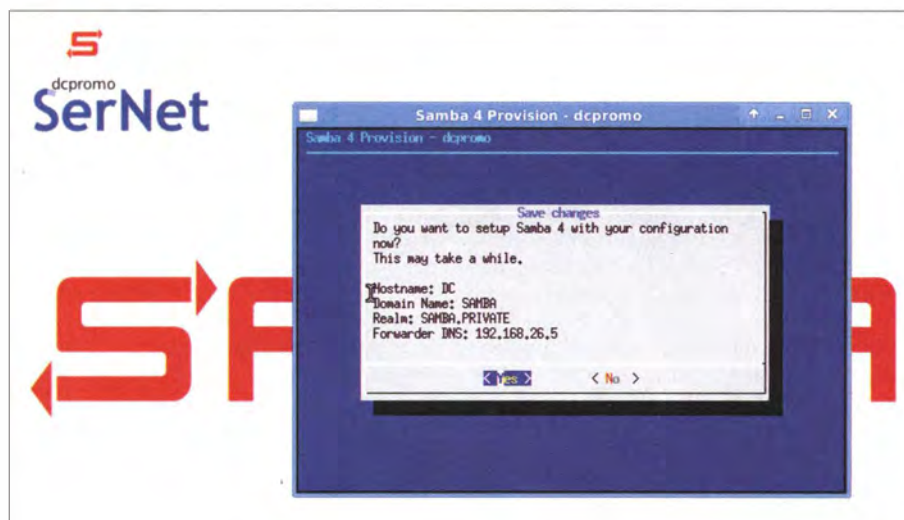 dcpromo
SerNet
Samba 4 Provision - dcpromo
Samba 4 Provision - dcpromo
Save changes
Do you want to setup Samba 4 with your configuration
now?
This may take a while.
Hostname: DC
Domain Name: SAMBA
Realm: SAMBA.PRIVATE
Forwarder DNS: 192.168.26.5
< Yes > < No >